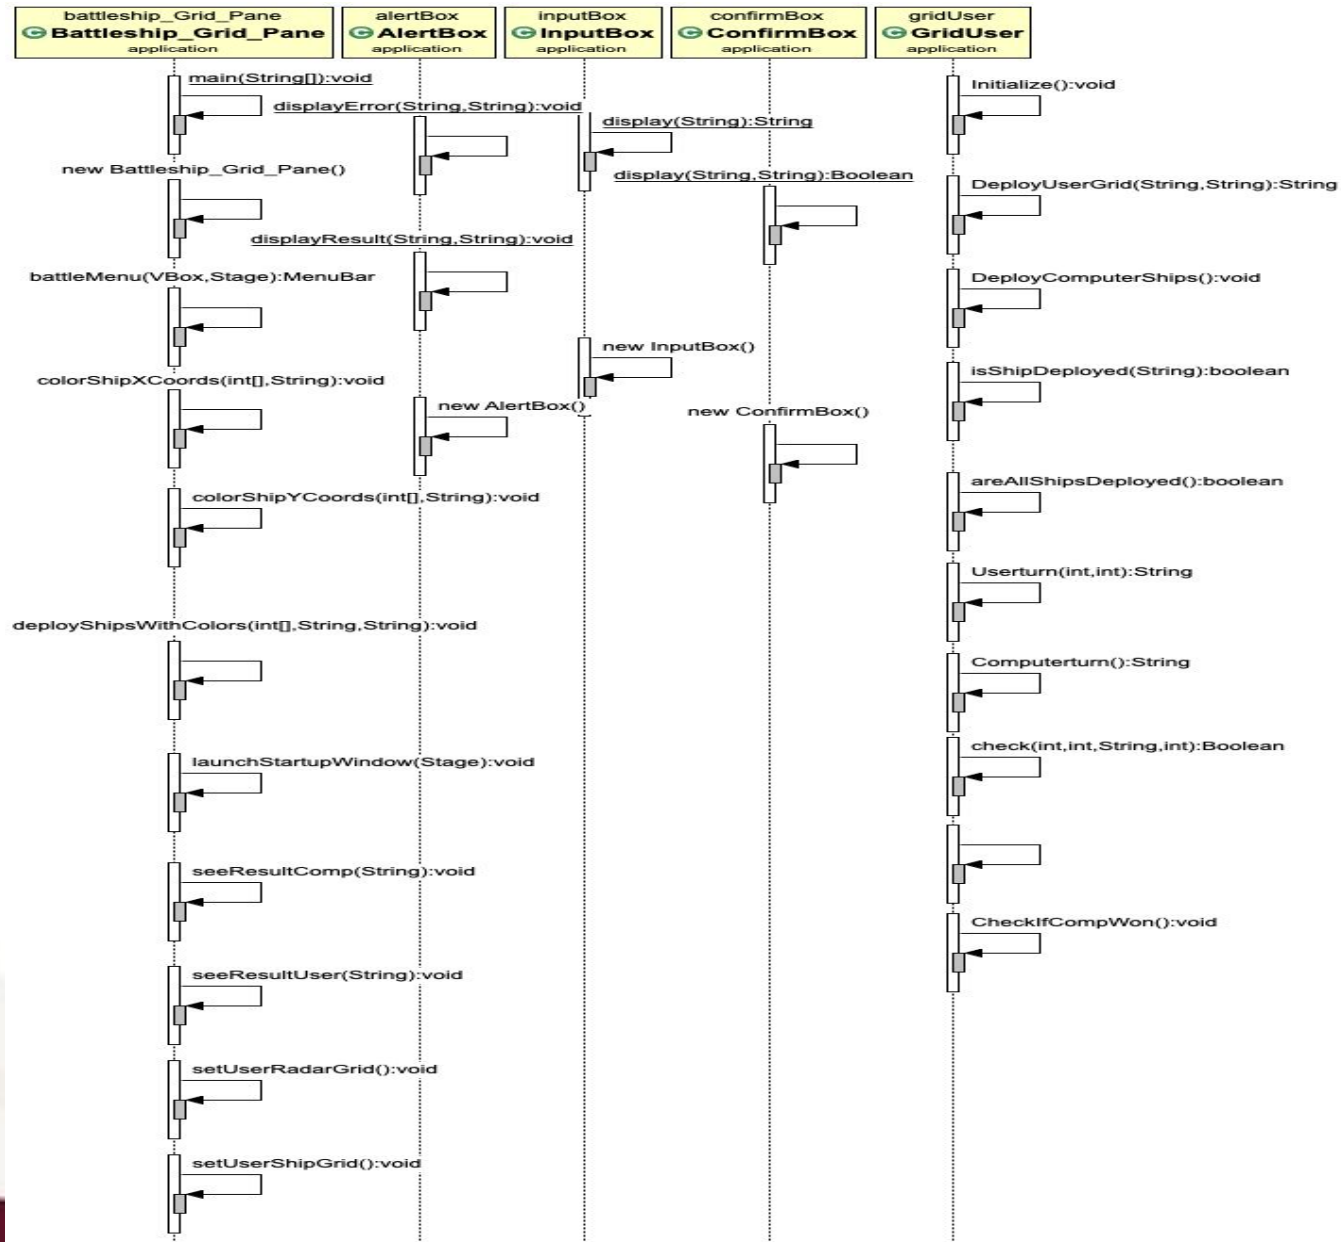 battleship_Grid_Pane
Battleship_Grid_Pane
application
alertBox
AlertBox
application
inputBox
InputBox
application
confirmBox
ConfirmBox
application
gridUser
GridUser
application
main(String[]):void
new Battleship_Grid_Pane()
battleMenu(VBox,Stage):MenuBar
colorShipXCoords(int[],String):void
colorShipYCoords(int[],String):void
deployShipsWithColors(int[],String,String):void
launchStartupWindow(Stage):void
seeResultComp(String):void
seeResultUser(String):void
setUserRadarGrid():void
setUserShipGrid():void
displayError(String,String):void
displayResult(String,String):void
new AlertBox()
display(String):String
new InputBox()
display(String,String):Boolean
new ConfirmBox()
Initialize():void
DeployUserGrid(String,String):String
DeployComputerShips():void
isShipDeployed(String):boolean
areAllShipsDeployed():boolean
Userturn(int,int):String
Computerturn():String
check(int,int,String,int):Boolean
CheckIfCompWon():void